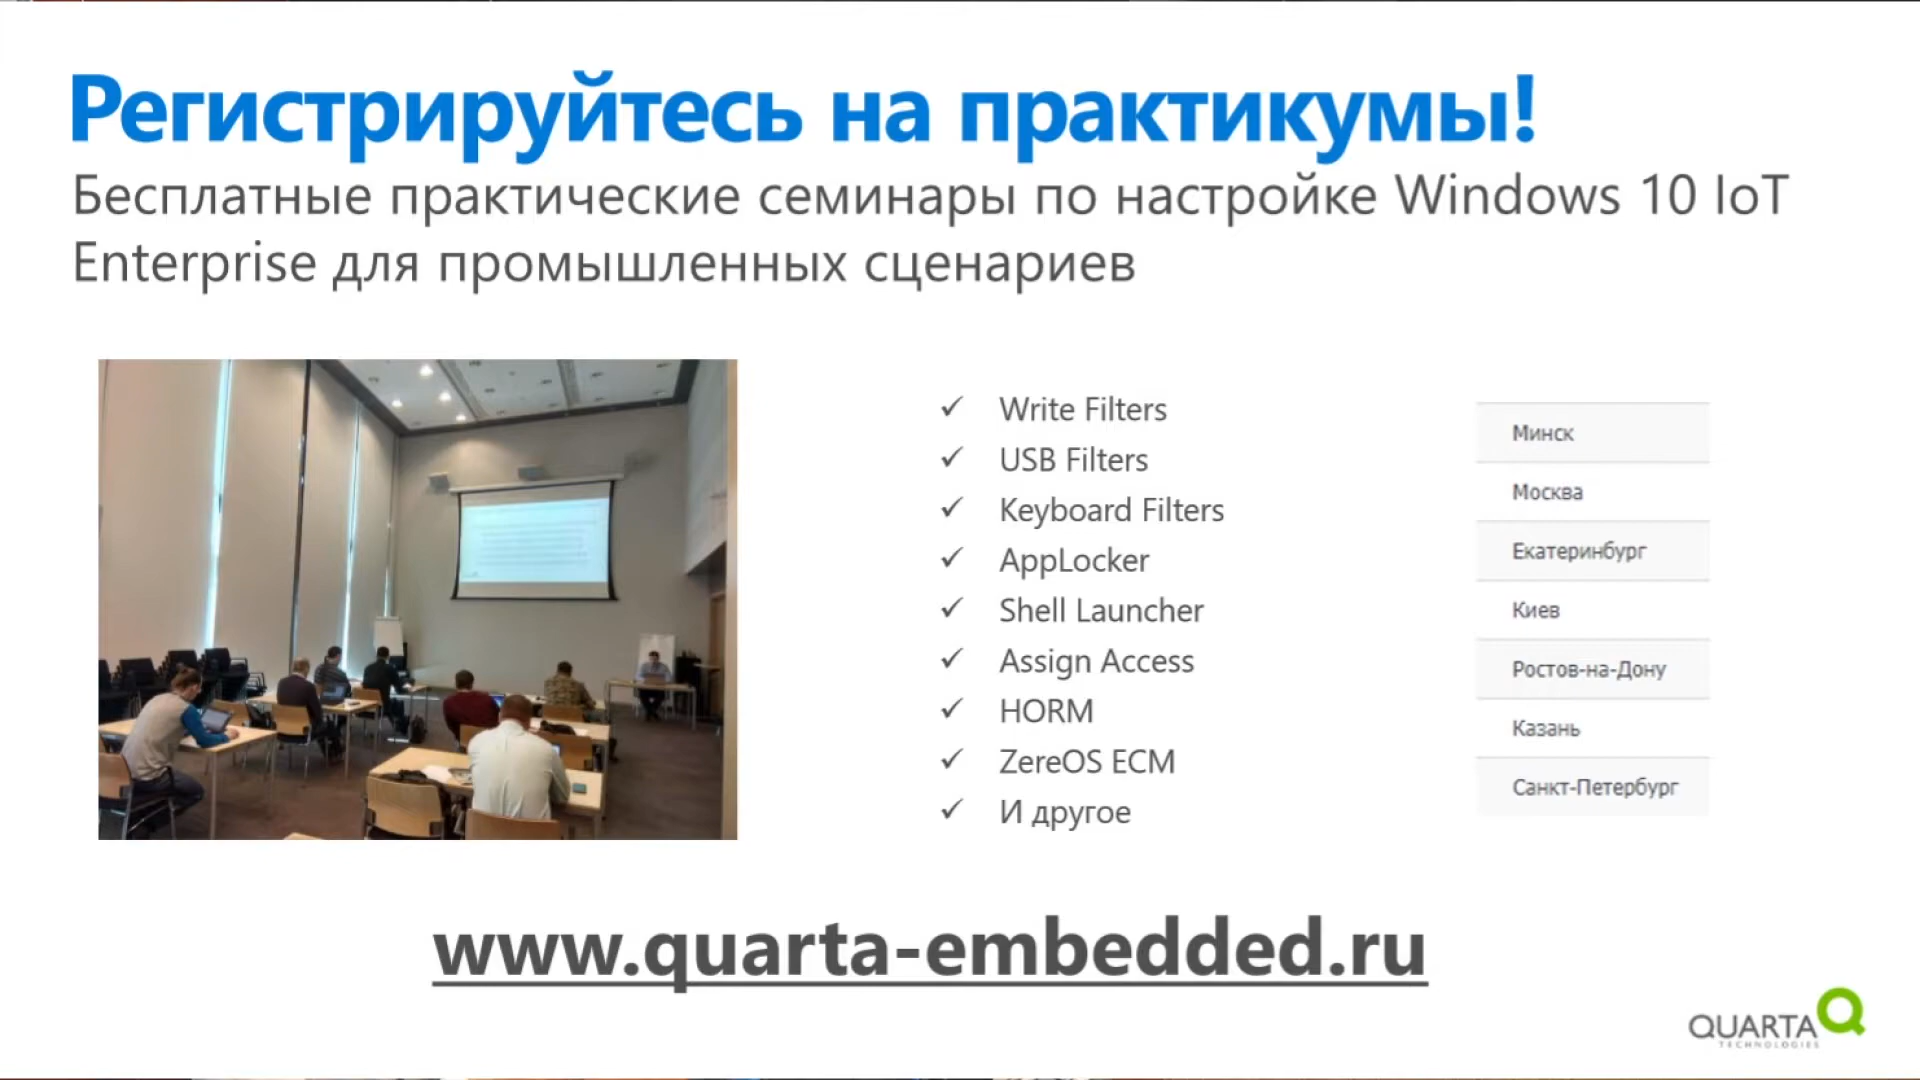 Регистрируйтесь на практикумы!
Бесплатные практические семинары по настройке Windows 10 IoT
Enterprise для промышленных сценариев
Write Filters
USB Filters
Keyboard Filters
AppLocker
Shell Launcher
Assign Access
HORM
ZereOS ECM
И другое
Минск
Москва
Екатеринбург
Киев
Ростов-на-Дону
Казань
Санкт-Петербург
www.quarta-embedded.ru
QUARTA
TECHNOLOGIES